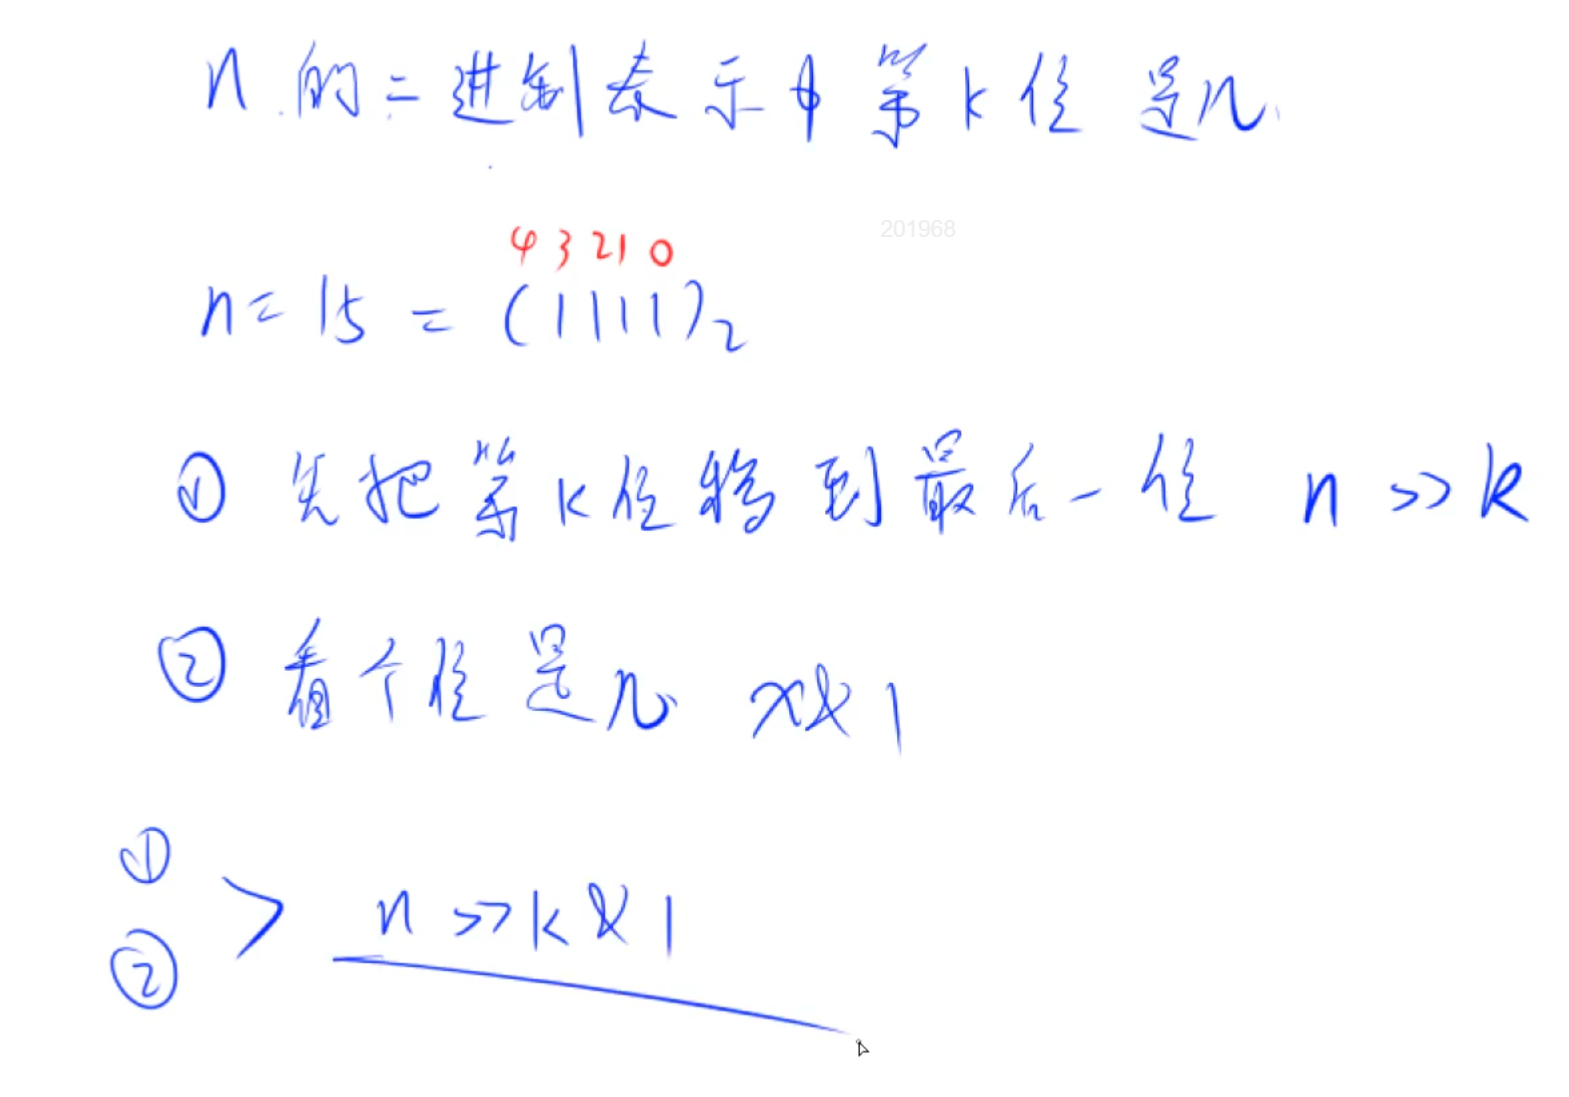 n的二进制表示中第k位是几
201968
4 3 2 1 0
n = 15 = (1111)₂
① 先把第k位移到最后一位 n >> k
② 看个位是几 x & 1
①
② > n >> k & 1